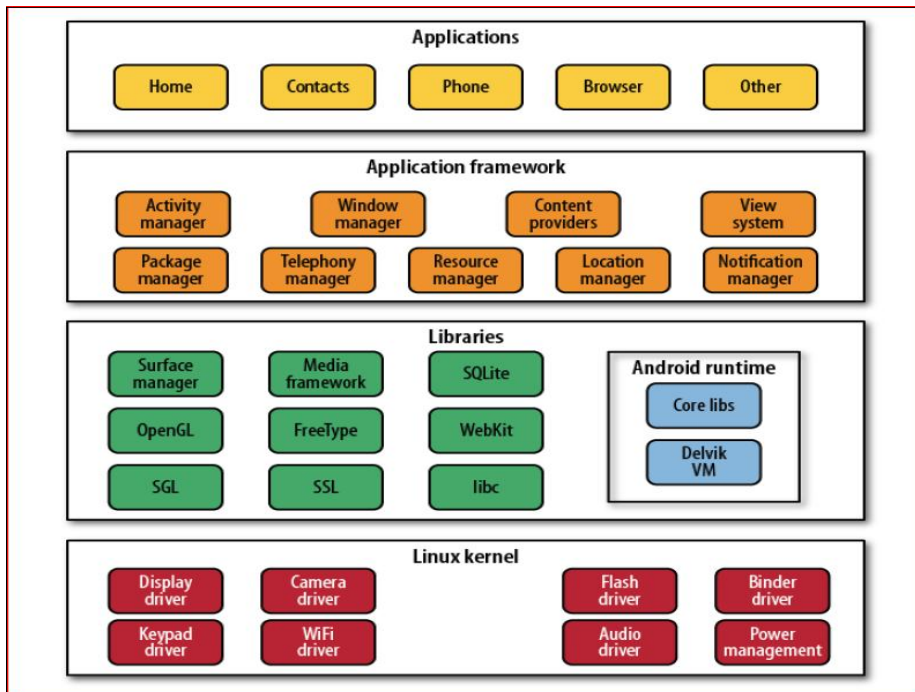 Applications
Home
Contacts
Phone
Browser
Other
Application framework
Activity
manager
Window
manager
Content
providers
View
system
Package
manager
Telephony
manager
Resource
manager
Location
manager
Notification
manager
Libraries
Surface
manager
Media
framework
SQLite
OpenGL
FreeType
WebKit
SGL
SSL
libc
Android runtime
Core libs
Delvik
VM
Linux kernel
Display
driver
Camera
driver
Flash
driver
Binder
driver
Keypad
driver
WiFi
driver
Audio
driver
Power
management